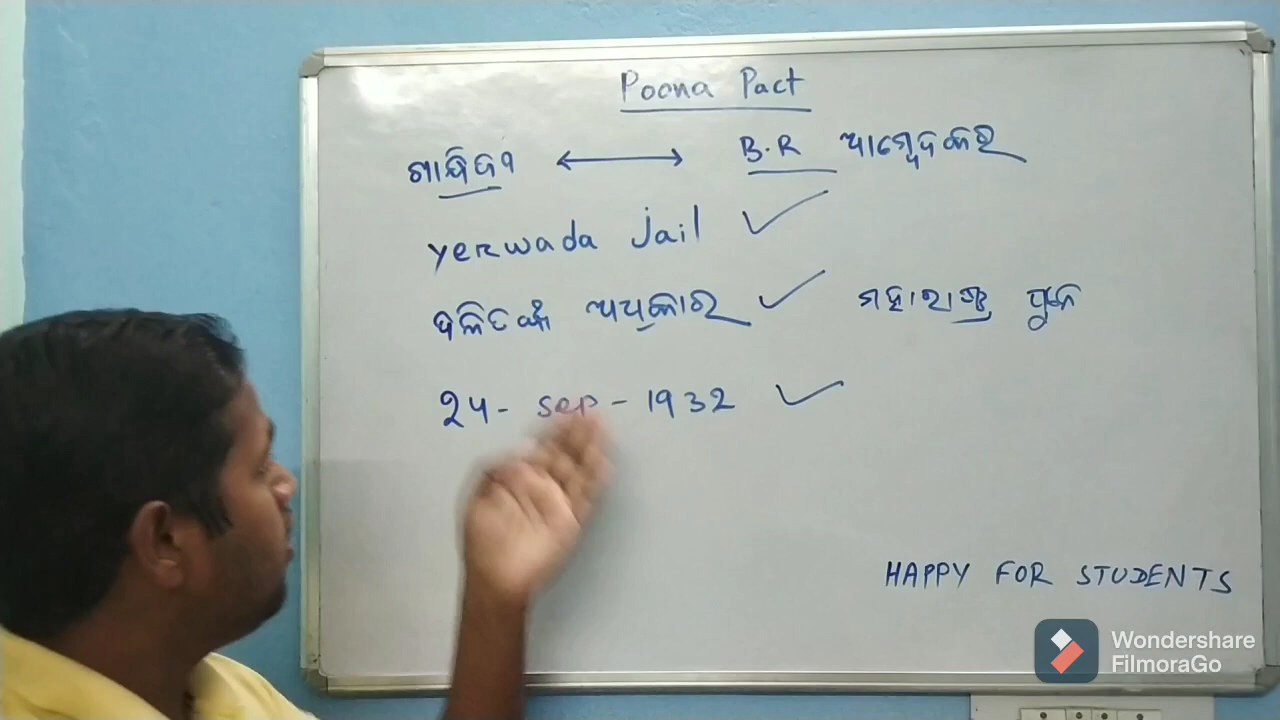 Poona Pact
ଗାନ୍ଧିଜୀ ⟷ B.R ଆମ୍ବେଦକର
yerwada Jail ✓
ଦଳିତଙ୍କ ଅଧିକାର ✓ ମହାରାଷ୍ଟ୍ର ପୁନେ
24- Sep - 1932 ✓
HAPPY FOR STUDENTS
Wondershare
FilmoraGo